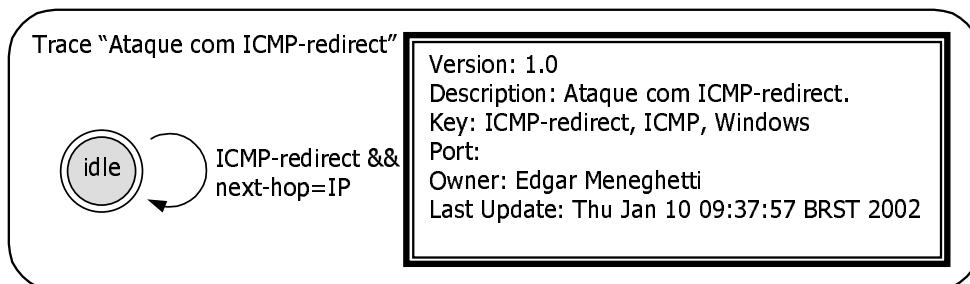 Trace “Ataque com ICMP-redirect”
idle
ICMP-redirect &&
next-hop=IP
Version: 1.0
Description: Ataque com ICMP-redirect.
Key: ICMP-redirect, ICMP, Windows
Port:
Owner: Edgar Meneghetti
Last Update: Thu Jan 10 09:37:57 BRST 2002